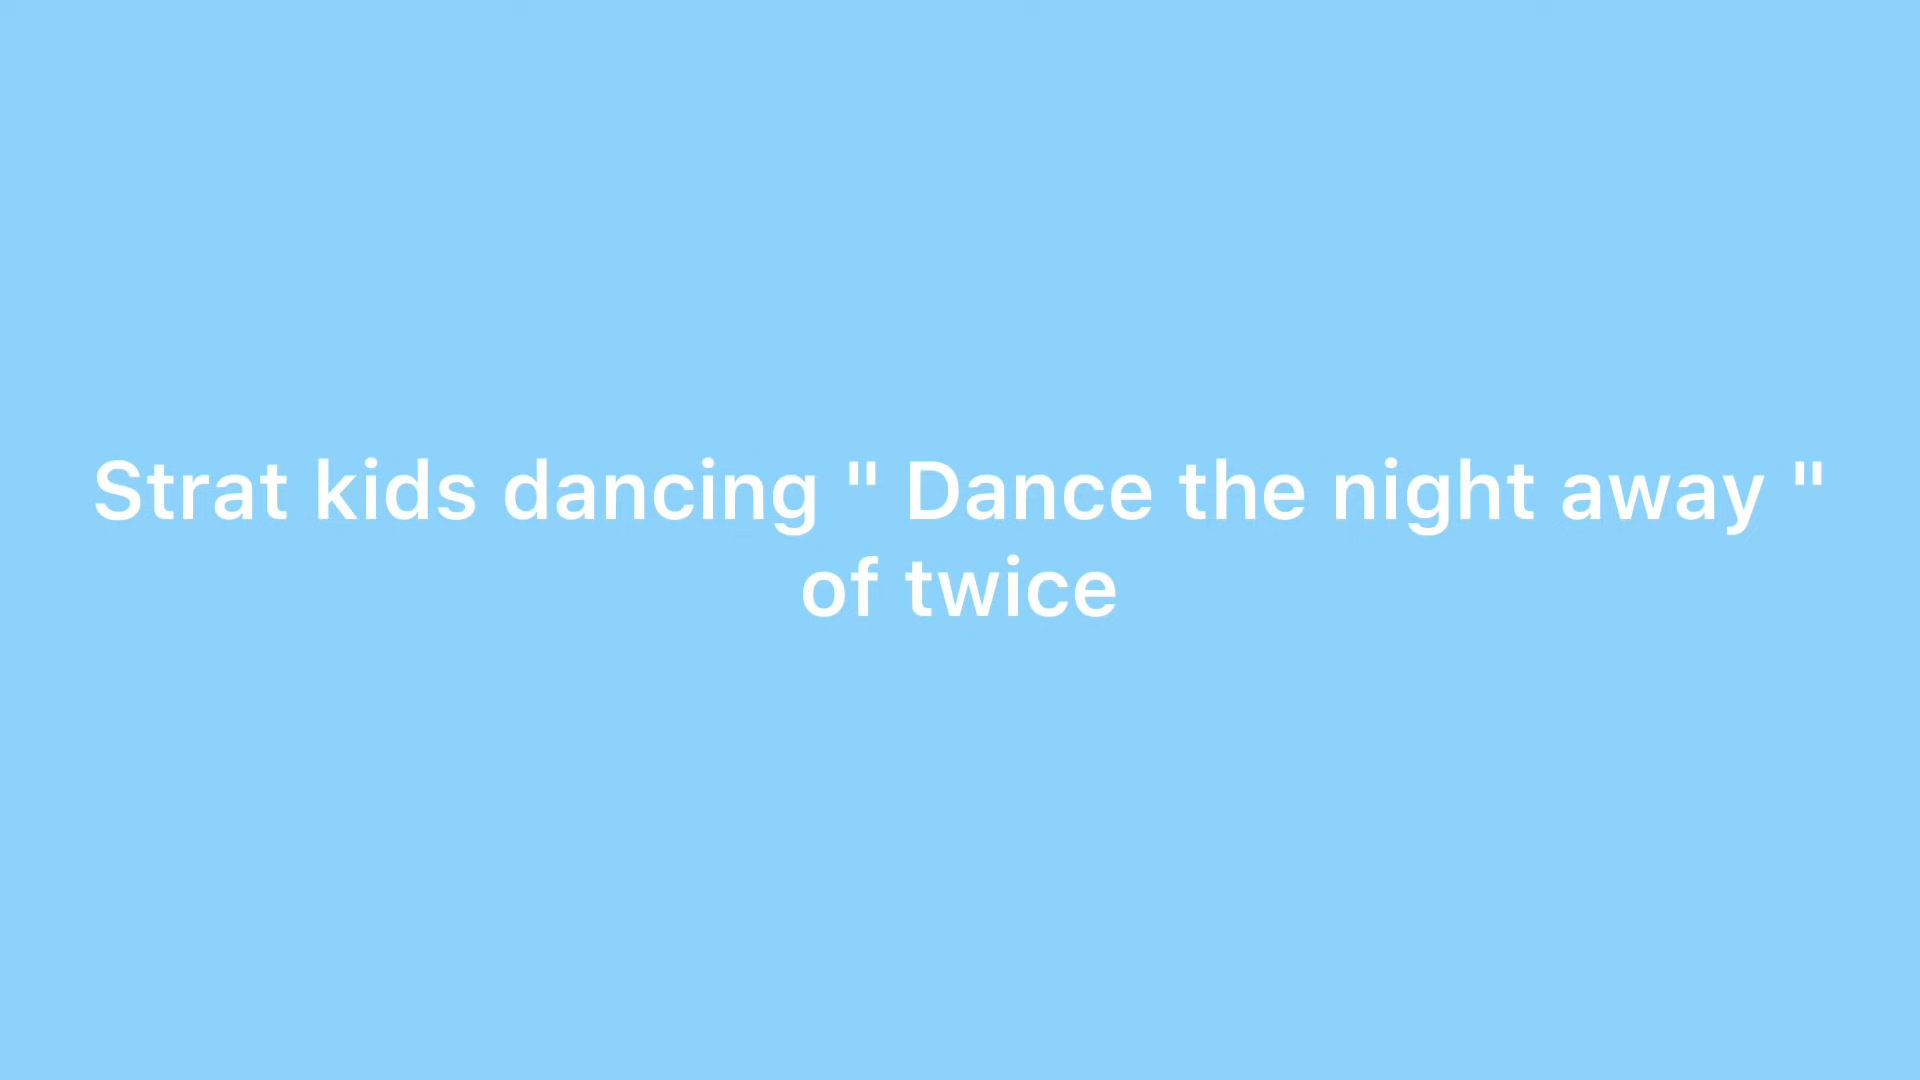 Strat kids dancing " Dance the night away "
of twice